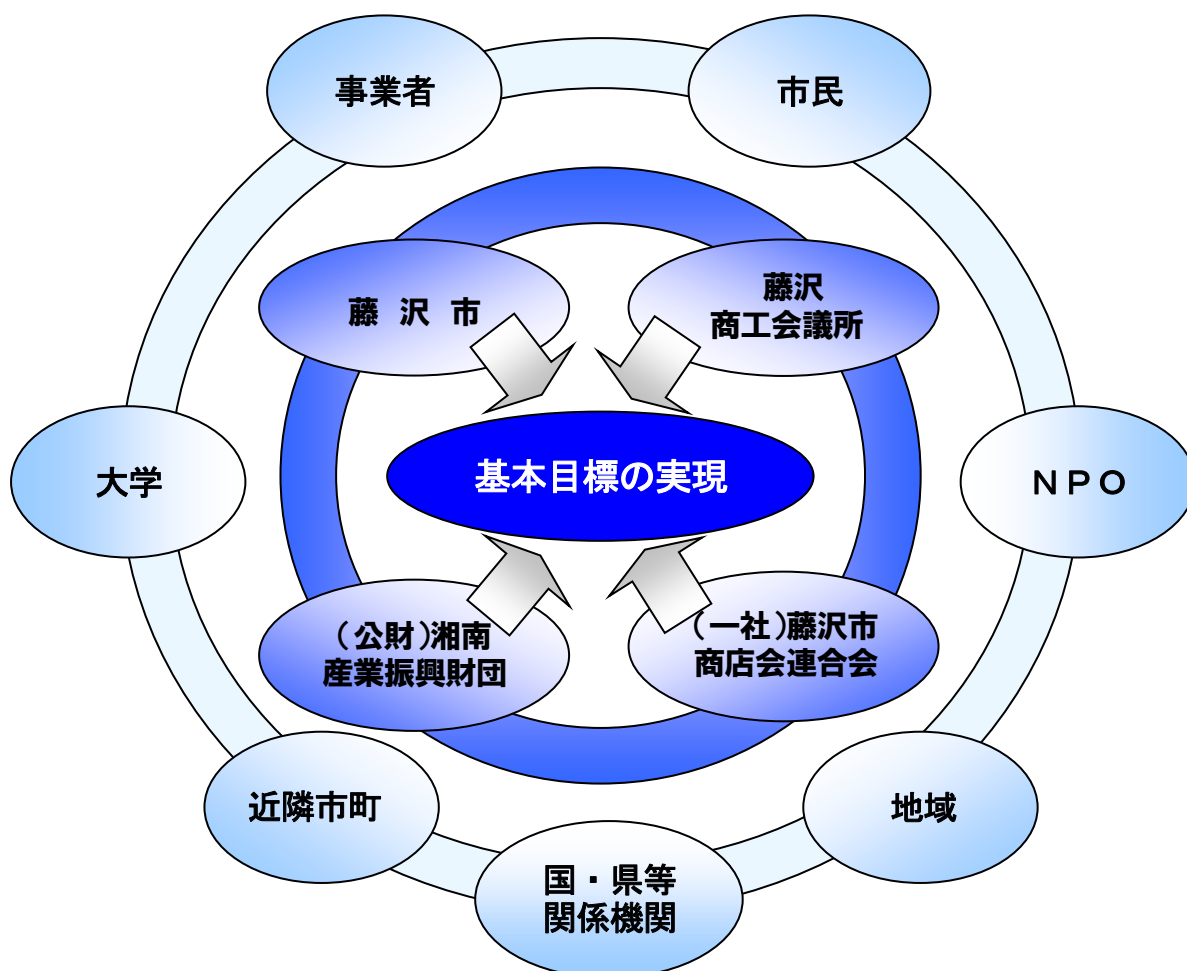 事業者
市民
藤 沢 市
藤沢
商工会議所
大学
基本目標の実現
ＮＰＯ
（公財）湘南
産業振興財団
（一社）藤沢市
商店会連合会
近隣市町
地域
国・県等
関係機関